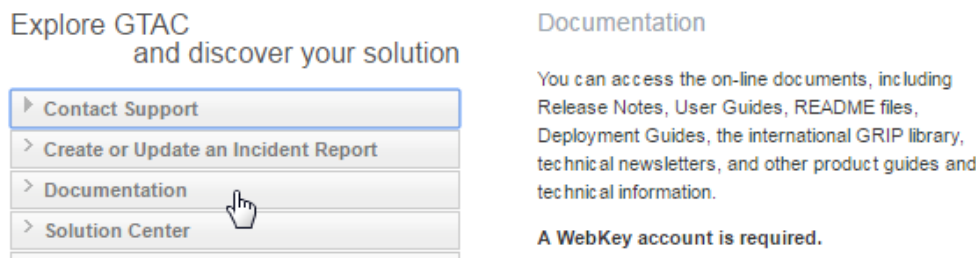 Explore GTAC
and discover your solution
Contact Support
Create or Update an Incident Report
Documentation
Solution Center
Documentation
You can access the on-line documents, including
Release Notes, User Guides, README files,
Deployment Guides, the international GRIP library,
technical newsletters, and other product guides and
technical information.
A WebKey account is required.